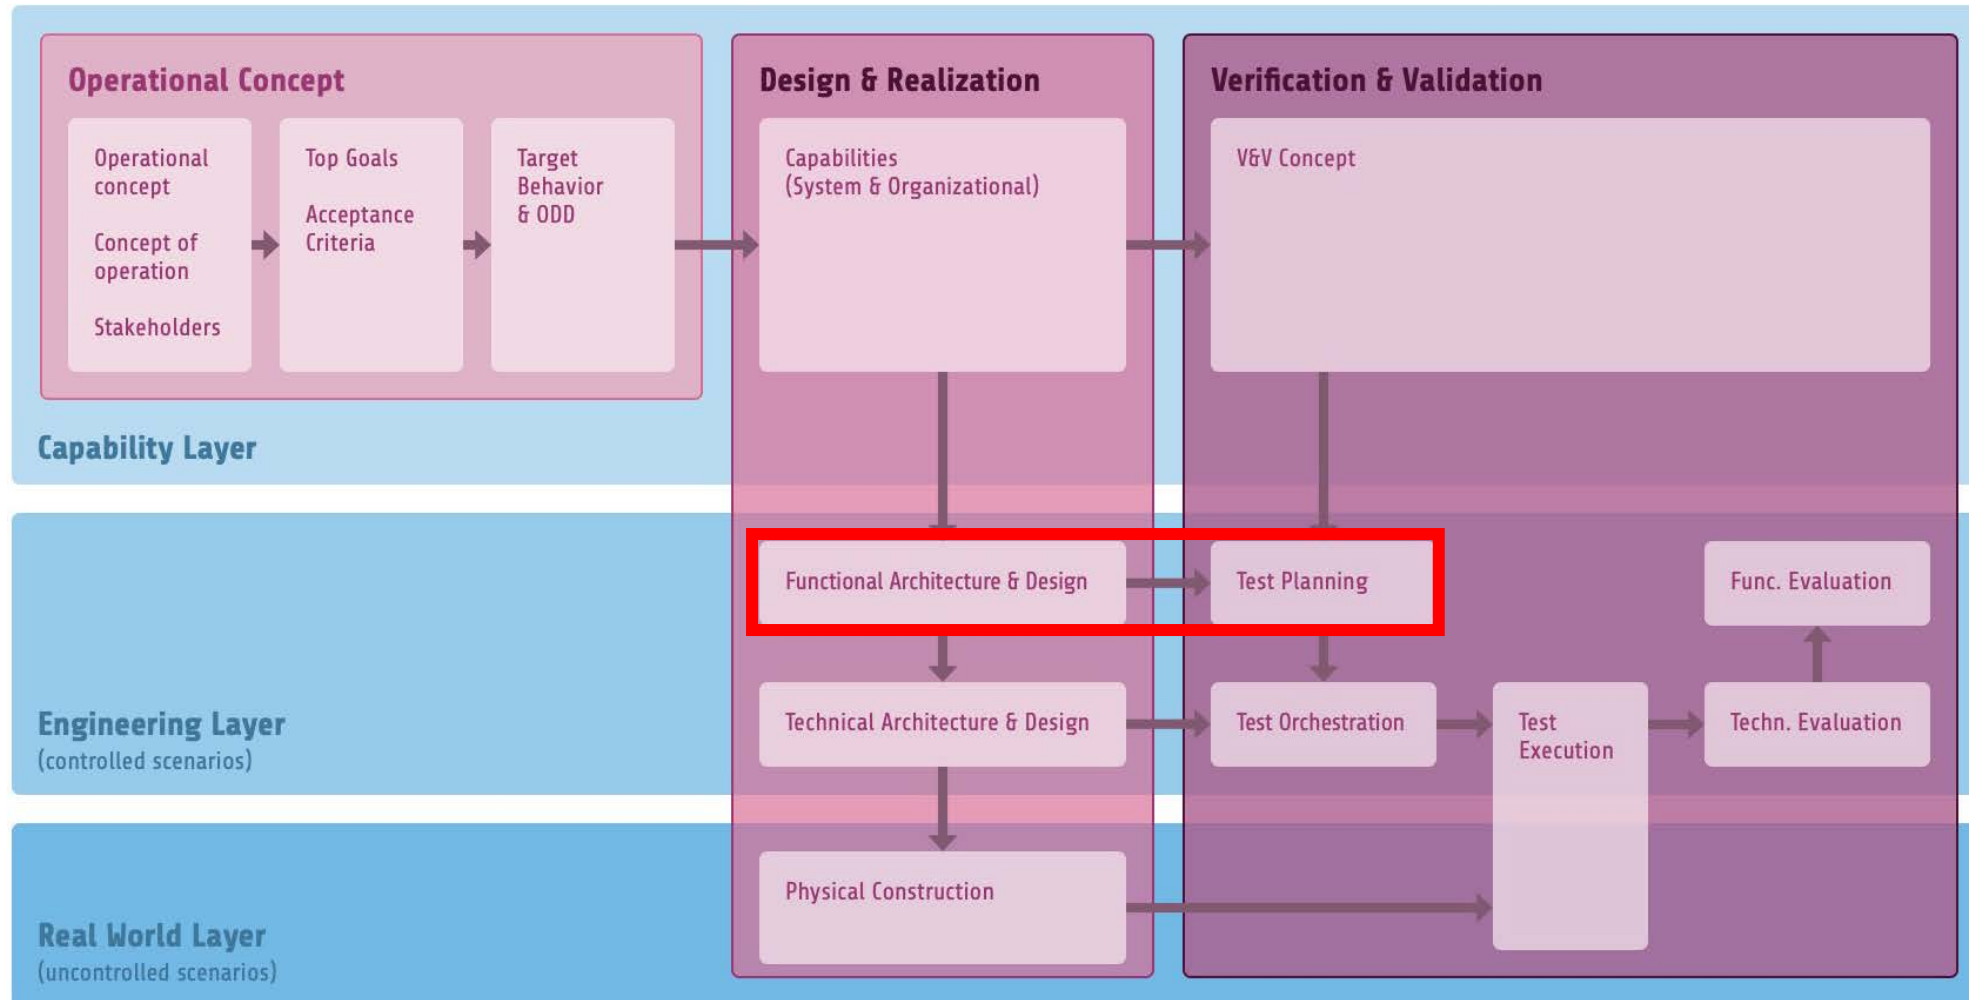 Operational Concept
Operational
concept
Concept of
operation
Stakeholders
Top Goals
Acceptance
Criteria
Target
Behavior
& ODD
Capability Layer
Design & Realization
Capabilities
(System & Organizational)
Verification & Validation
V&V Concept
Engineering Layer
(controlled scenarios)
Functional Architecture & Design
Test Planning
Func. Evaluation
Technical Architecture & Design
Test Orchestration
Test
Execution
Techn. Evaluation
Real World Layer
(uncontrolled scenarios)
Physical Construction